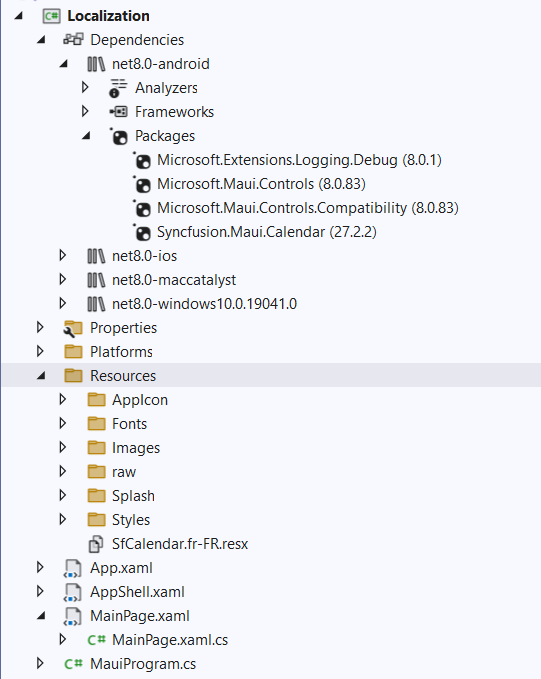 Localization
Dependencies
net8.0-android
Analyzers
Frameworks
Packages
Microsoft.Extensions.Logging.Debug (8.0.1)
Microsoft.Maui.Controls (8.0.83)
Microsoft.Maui.Controls.Compatibility (8.0.83)
Syncfusion.Maui.Calendar (27.2.2)
net8.0-ios
net8.0-maccatalyst
net8.0-windows10.0.19041.0
Properties
Platforms
Resources
AppIcon
Fonts
Images
raw
Splash
Styles
SfCalendar.fr-FR.resx
App.xaml
AppShell.xaml
MainPage.xaml
C# MainPage.xaml.cs
C# MauiProgram.cs